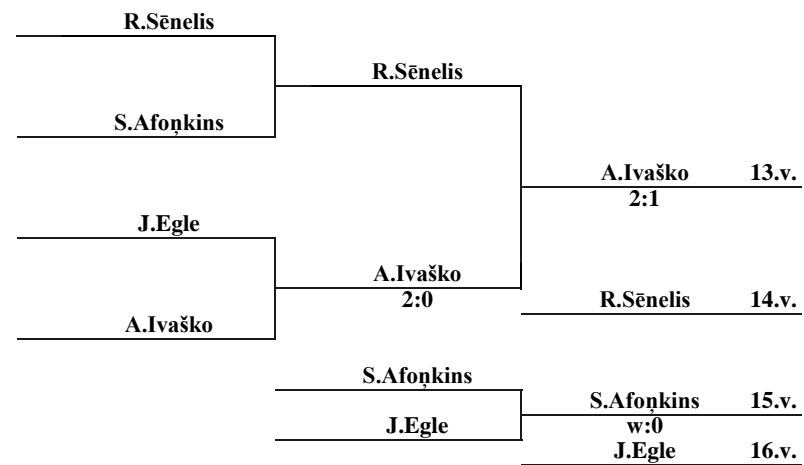 R.Sēnelis
R.Sēnelis
S.Afoņkins
A.Ivaško 13.v.
2:1
J.Egle
A.Ivaško
2:0
R.Sēnelis 14.v.
A.Ivaško
S.Afoņkins
S.Afoņkins 15.v.
J.Egle
w:0
J.Egle 16.v.